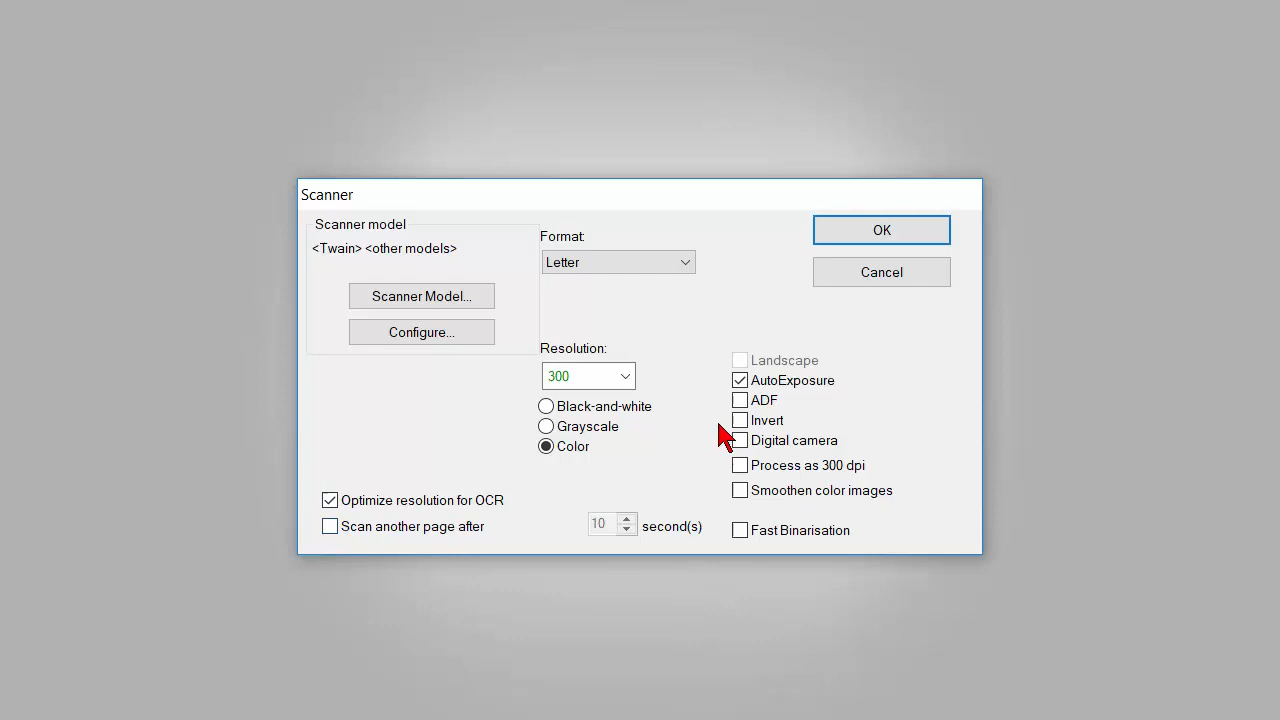 Scanner
Scanner model
<Twain> <other models>
Scanner Model...
Configure...
Format:
Letter
OK
Cancel
Resolution:
300
Black-and-white
Grayscale
Color
Landscape
AutoExposure
ADF
Invert
Digital camera
Process as 300 dpi
Smoothen color images
Fast Binarisation
Optimize resolution for OCR
Scan another page after 10 second(s)